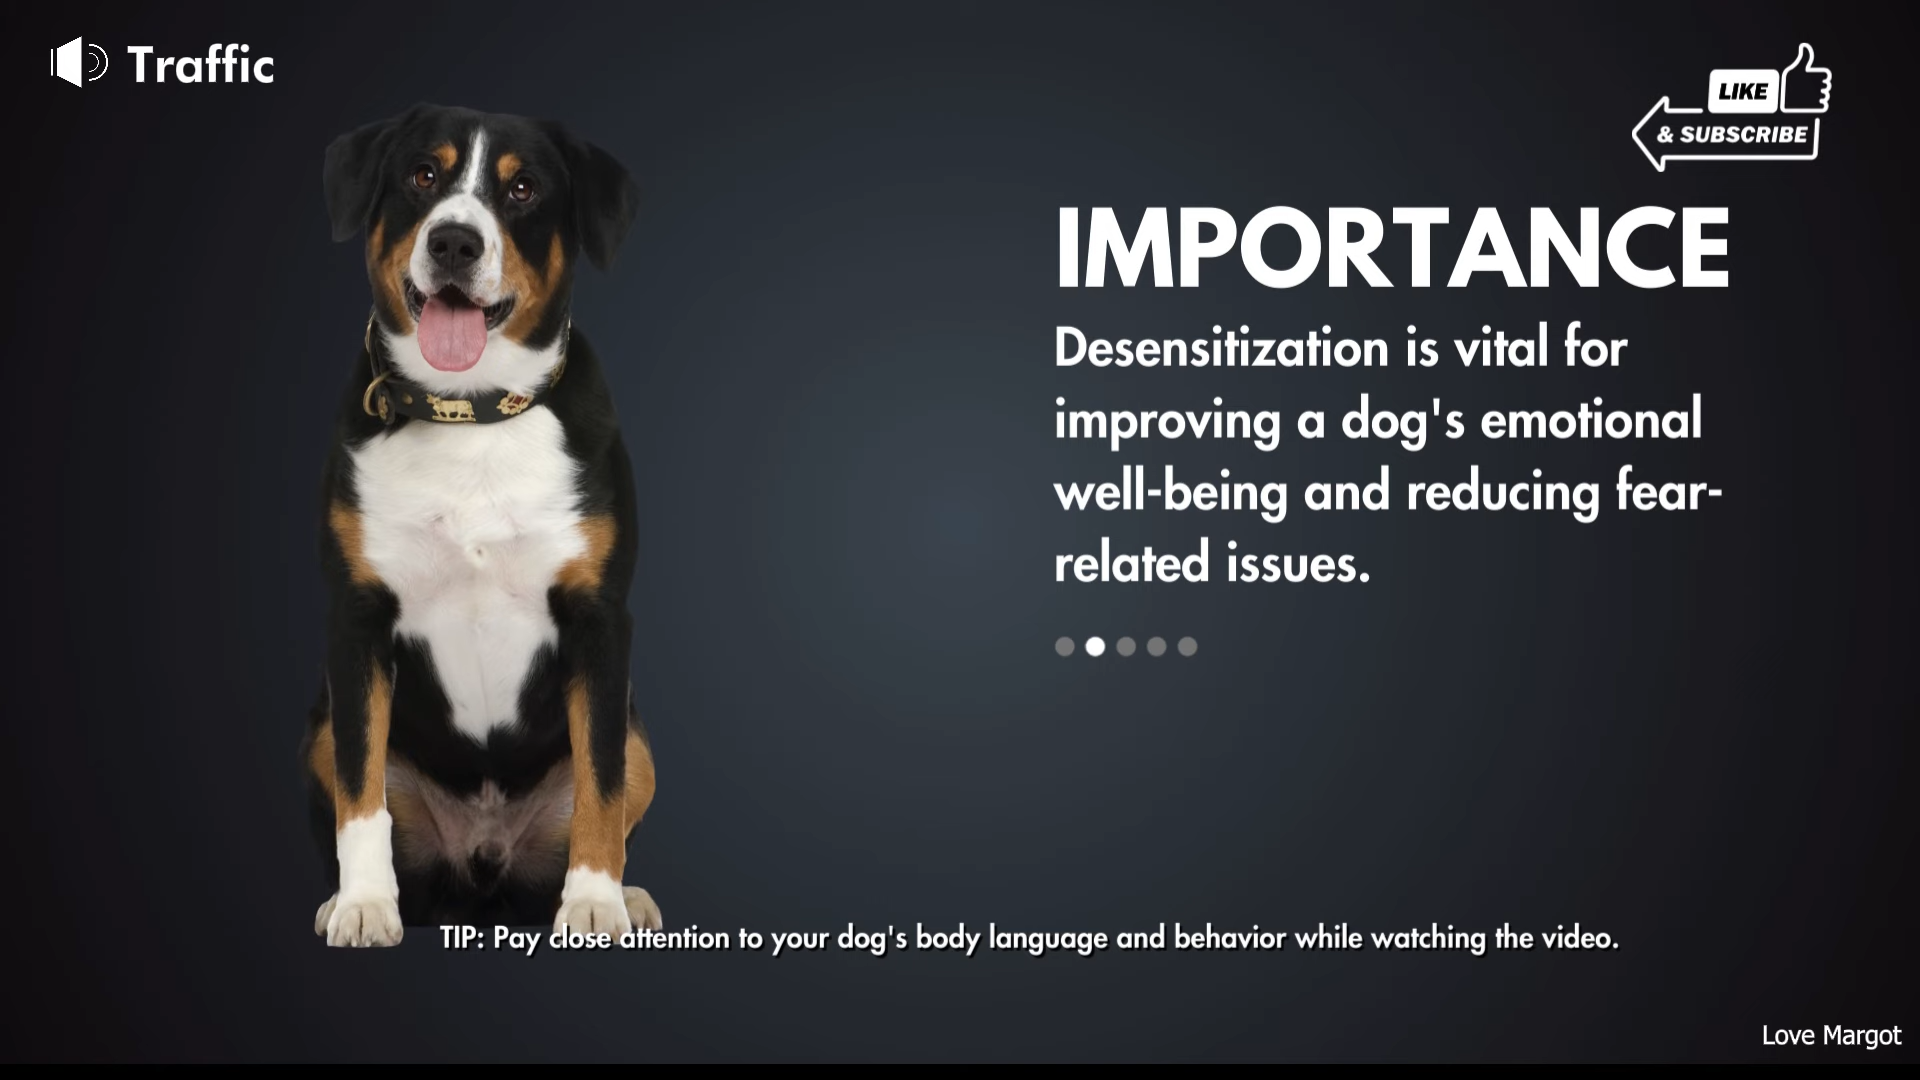 Traffic
LIKE
& SUBSCRIBE
IMPORTANCE
Desensitization is vital for
improving a dog's emotional
well-being and reducing fear-
related issues.
TIP: Pay close attention to your dog's body language and behavior while watching the video.
Love Margot